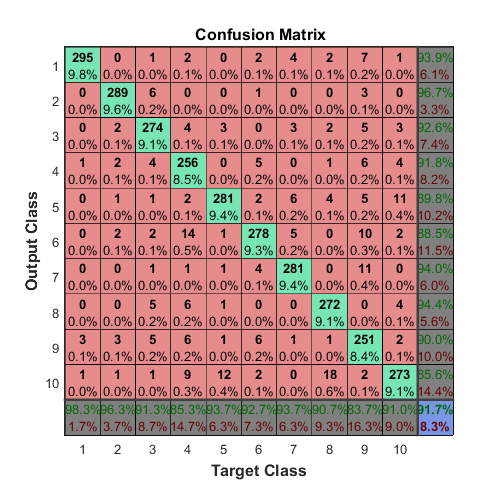 Confusion Matrix
1 295 0 1 2 0 2 4 2 7 1 93.9%
9.8% 0.0% 0.0% 0.1% 0.0% 0.1% 0.1% 0.1% 0.2% 0.0% 6.1%
2 0 289 6 0 0 1 0 0 3 0 96.7%
0.0% 9.6% 0.2% 0.0% 0.0% 0.0% 0.0% 0.0% 0.1% 0.0% 3.3%
3 0 2 274 4 3 0 3 2 5 3 92.6%
0.0% 0.1% 9.1% 0.1% 0.1% 0.0% 0.1% 0.1% 0.2% 0.1% 7.4%
4 1 2 4 256 0 5 0 1 6 4 91.8%
0.0% 0.1% 0.1% 8.5% 0.0% 0.2% 0.0% 0.0% 0.2% 0.1% 8.2%
5 0 1 1 2 281 2 6 4 5 11 89.8%
0.0% 0.0% 0.0% 0.1% 9.4% 0.1% 0.2% 0.1% 0.2% 0.4% 10.2%
6 0 2 2 14 1 278 5 0 10 2 88.5%
0.0% 0.1% 0.1% 0.5% 0.0% 9.3% 0.2% 0.0% 0.3% 0.1% 11.5%
7 0 0 1 1 1 4 281 0 11 0 94.0%
0.0% 0.0% 0.0% 0.0% 0.0% 0.1% 9.4% 0.0% 0.4% 0.0% 6.0%
8 0 0 5 6 1 0 0 272 0 4 94.4%
0.0% 0.0% 0.2% 0.2% 0.0% 0.0% 0.0% 9.1% 0.0% 0.1% 5.6%
9 3 3 5 6 1 6 1 1 251 2 90.0%
0.1% 0.1% 0.2% 0.2% 0.0% 0.2% 0.0% 0.0% 8.4% 0.1% 10.0%
10 1 1 1 9 12 2 0 18 2 273 85.6%
0.0% 0.0% 0.0% 0.3% 0.4% 0.1% 0.0% 0.6% 0.1% 9.1% 14.4%
98.3% 96.3% 91.3% 85.3% 93.7% 92.7% 93.7% 90.7% 83.7% 91.0% 91.7%
1.7% 3.7% 8.7% 14.7% 6.3% 7.3% 6.3% 9.3% 16.3% 9.0% 8.3%
1 2 3 4 5 6 7 8 9 10
Target Class
Output Class